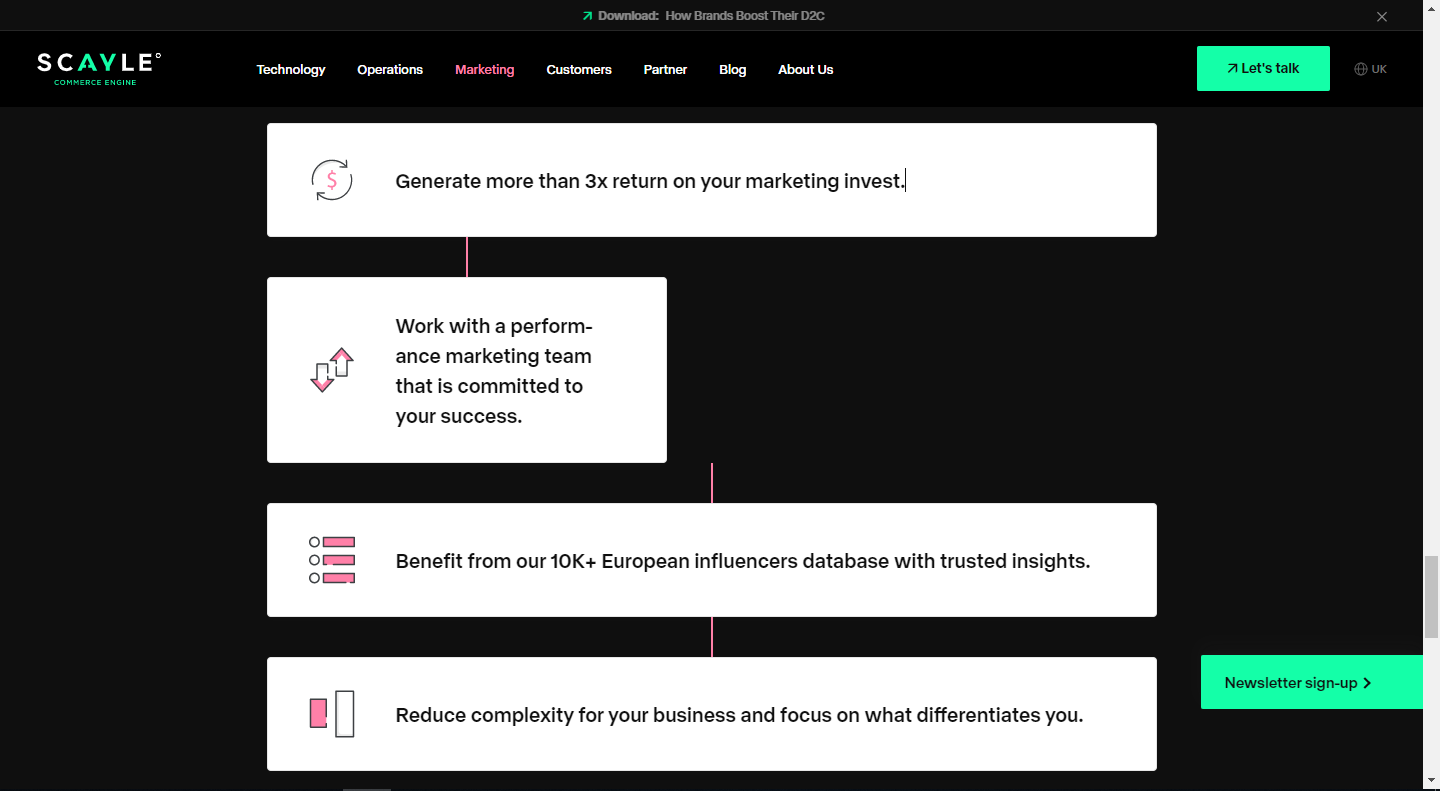 Download: How Brands Boost Their D2C
SCAYLE
COMMERCE ENGINE
Technology
Operations
Marketing
Customers
Partner
Blog
About Us
Let's talk
UK
$
Generate more than 3x return on your marketing invest.
Work with a perform-
ance marketing team
that is committed to
your success.
Benefit from our 10K+ European influencers database with trusted insights.
Newsletter sign-up
Reduce complexity for your business and focus on what differentiates you.